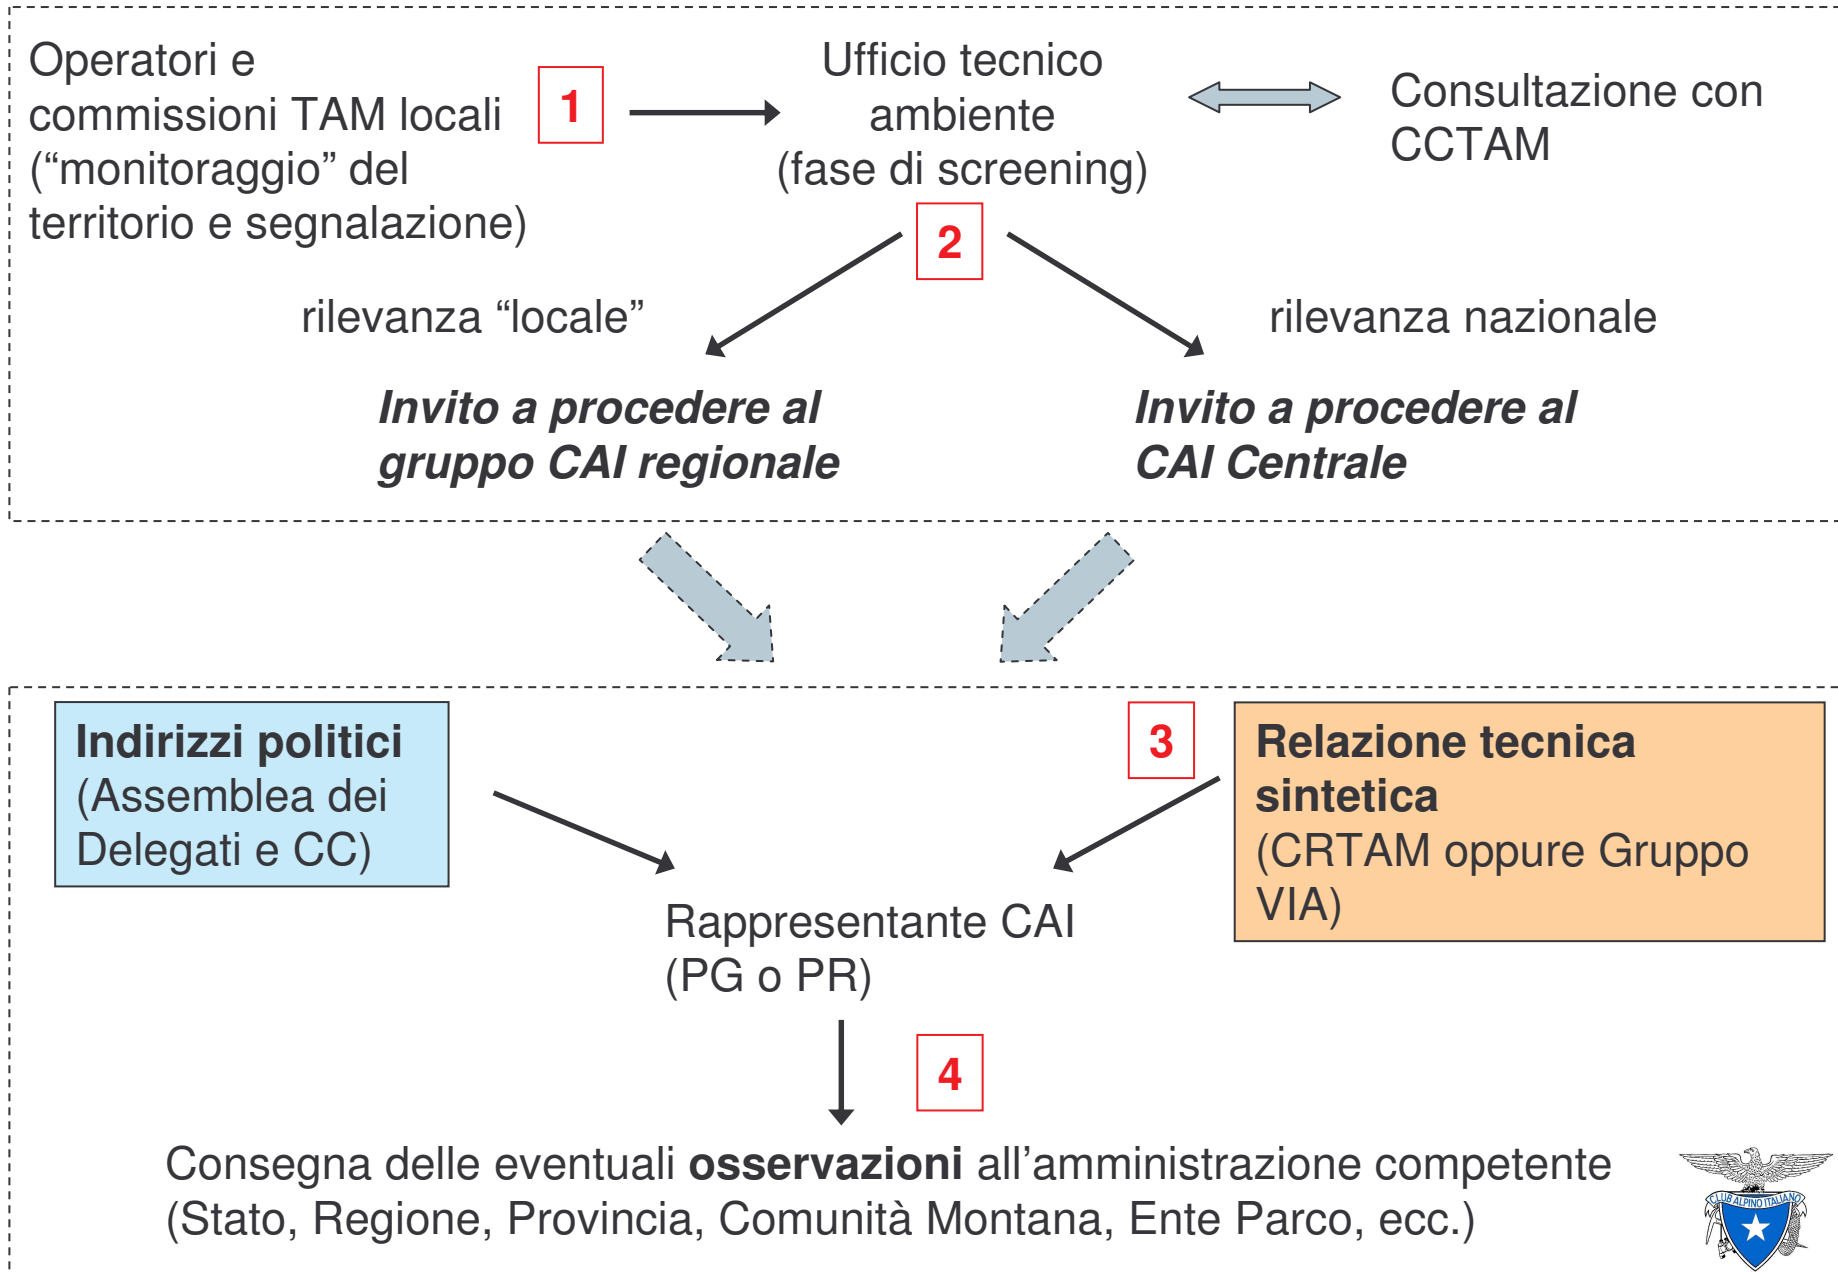 Operatori e
commissioni TAM locali
(“monitoraggio” del
territorio e segnalazione)
1
Ufficio tecnico
ambiente
(fase di screening)
Consultazione con
CCTAM
2
rilevanza “locale”
rilevanza nazionale
Invito a procedere al
gruppo CAI regionale
Invito a procedere al
CAI Centrale
Indirizzi politici
(Assemblea dei
Delegati e CC)
3
Relazione tecnica
sintetica
(CRTAM oppure Gruppo
VIA)
Rappresentante CAI
(PG o PR)
4
Consegna delle eventuali osservazioni all’amministrazione competente
(Stato, Regione, Provincia, Comunità Montana, Ente Parco, ecc.)
CLUB ALPINO ITALIANO